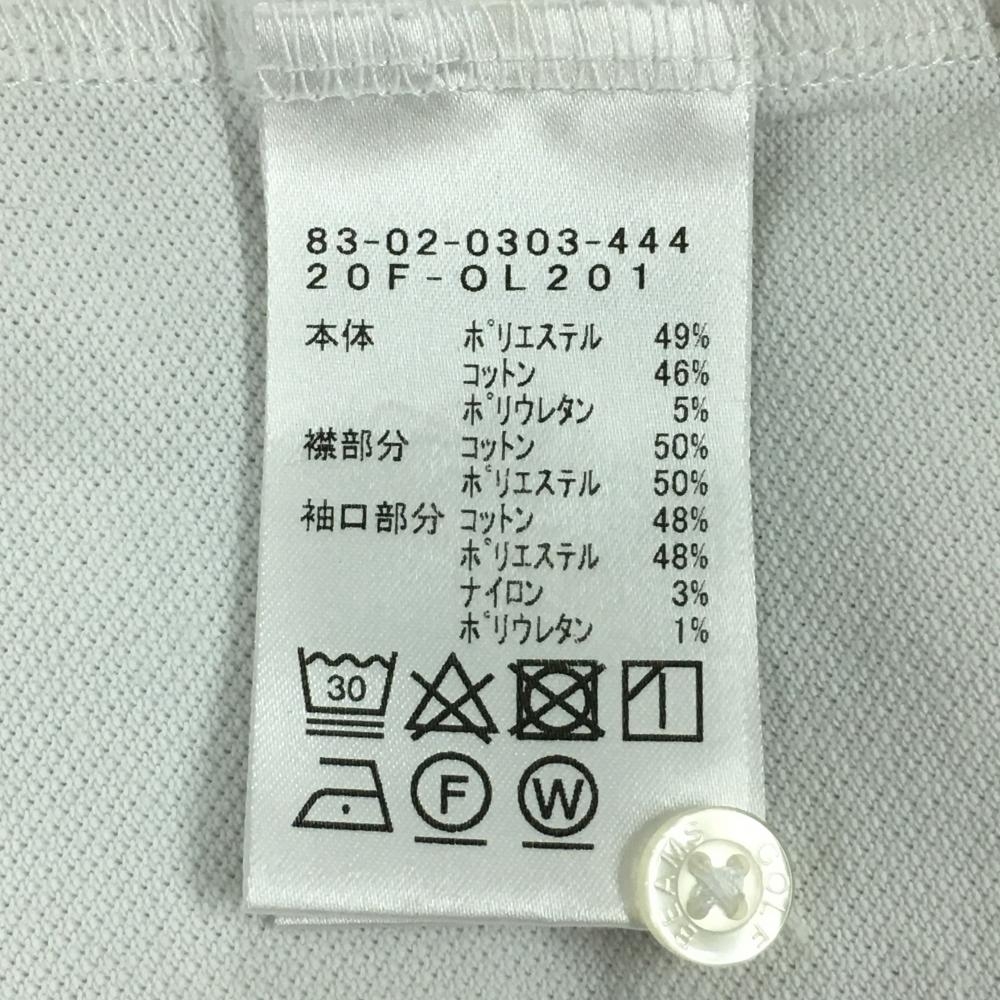 83-02-0303-444
20F-OL201
本体 ポリエステル 49%
コットン 46%
ポリウレタン 5%
襟部分 コットン 50%
ポリエステル 50%
袖口部分 コットン 48%
ポリエステル 48%
ナイロン 3%
ポリウレタン 1%
30
F
W
BEAMS GOLF